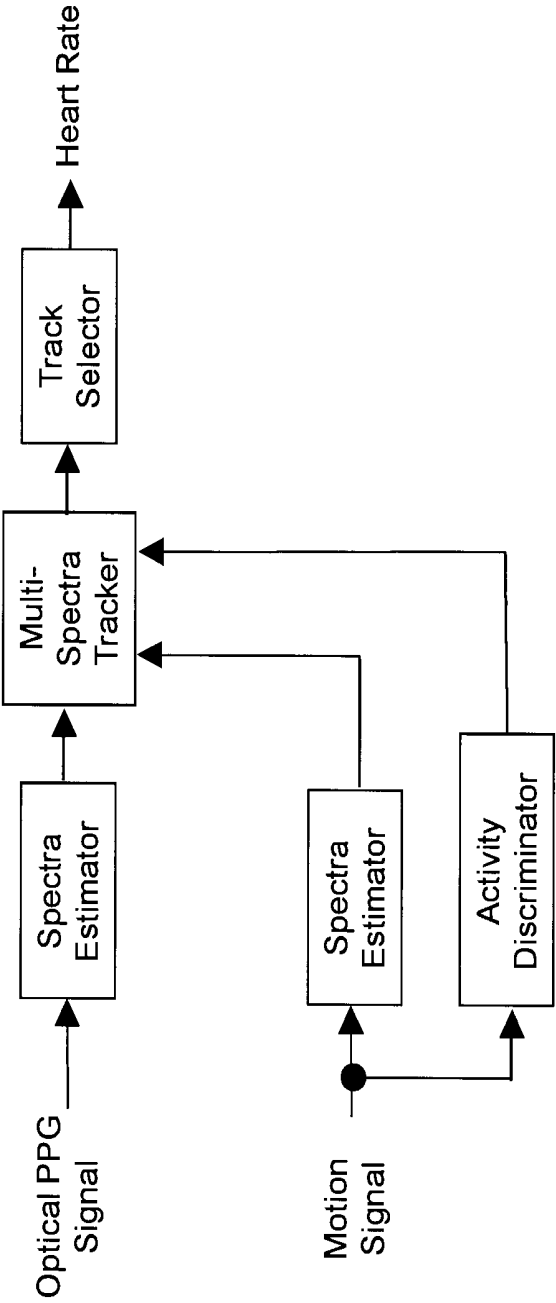 Optical PPG
Signal
Spectra
Estimator
Multi-
Spectra
Tracker
Track
Selector
Heart Rate
Motion
Signal
Spectra
Estimator
Activity
Discriminator